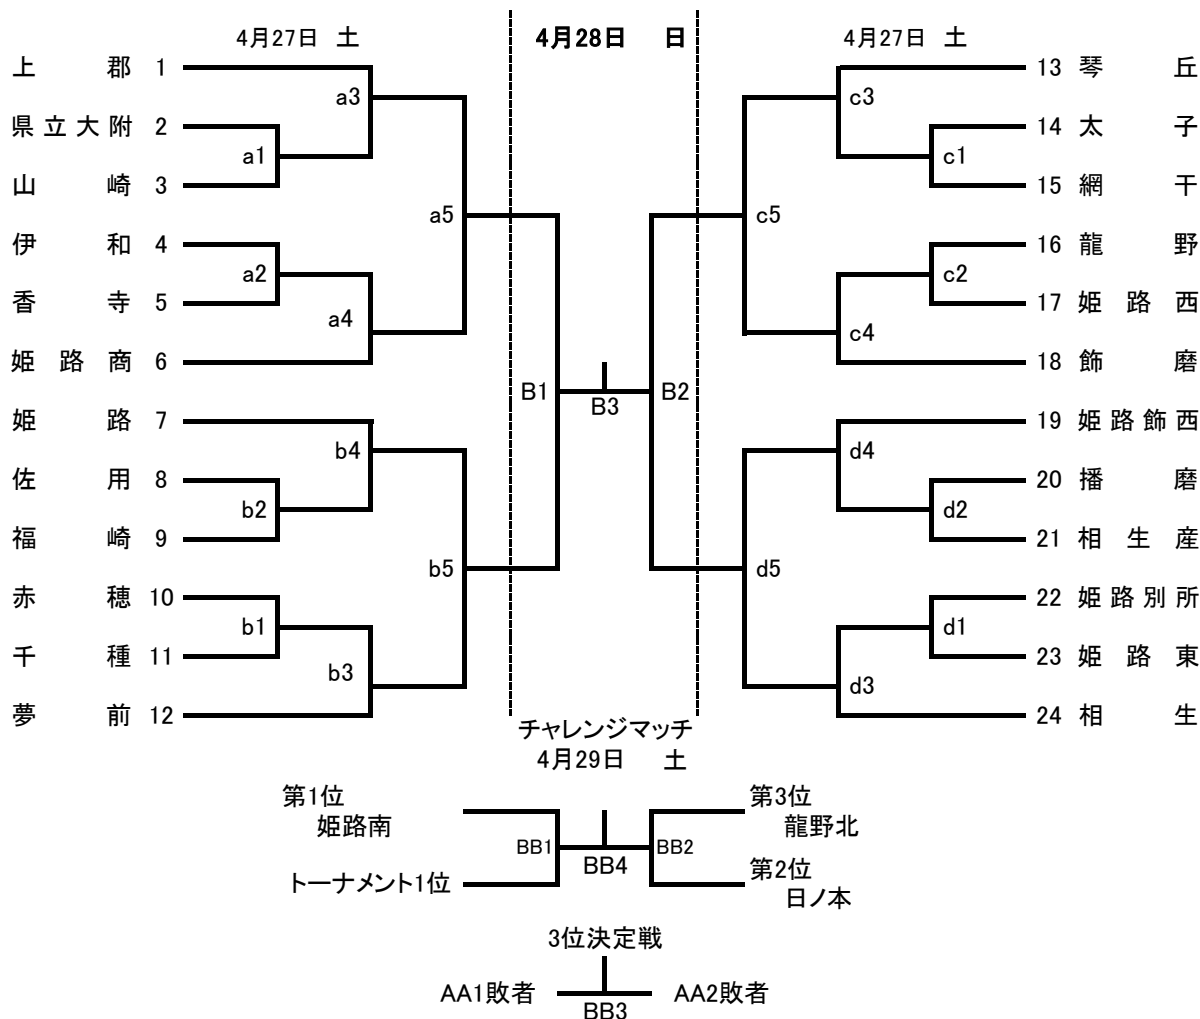 4月27日 土 4月28日 日 4月27日 土
上郡 1 13 琴丘
a3 c3
県立大附 2 14 太子
a1 c1
山崎 3 15 網干
a5 c5
伊和 4 16 龍野
a2 c2
香寺 5 17 姫路西
a4 c4
姫路商 6 18 飾磨
B1 B3 B2
姫路 7 19 姫路飾西
b4 d4
佐用 8 20 播磨
b2 d2
福崎 9 21 相生産
b5 d5
赤穂 10 22 姫路別所
b1 d1
千種 11 23 姫路東
b3 d3
夢前 12 24 相生
チャレンジマッチ
4月29日 土
第1位 第3位
姫路南 龍野北
BB1 BB4 BB2
トーナメント1位 第2位
日ノ本
3位決定戦
AA1敗者 AA2敗者
BB3